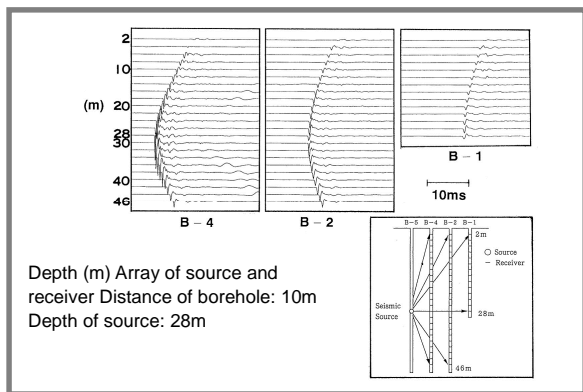 2
10
(m) 20
28
30
40
46
B – 4
B – 2
B – 1
10ms
Depth (m) Array of source and
receiver Distance of borehole: 10m
Depth of source: 28m
B-5 B-4 B-2 B-1
2m
○ Source
– Receiver
Seismic
Source
28m
46m